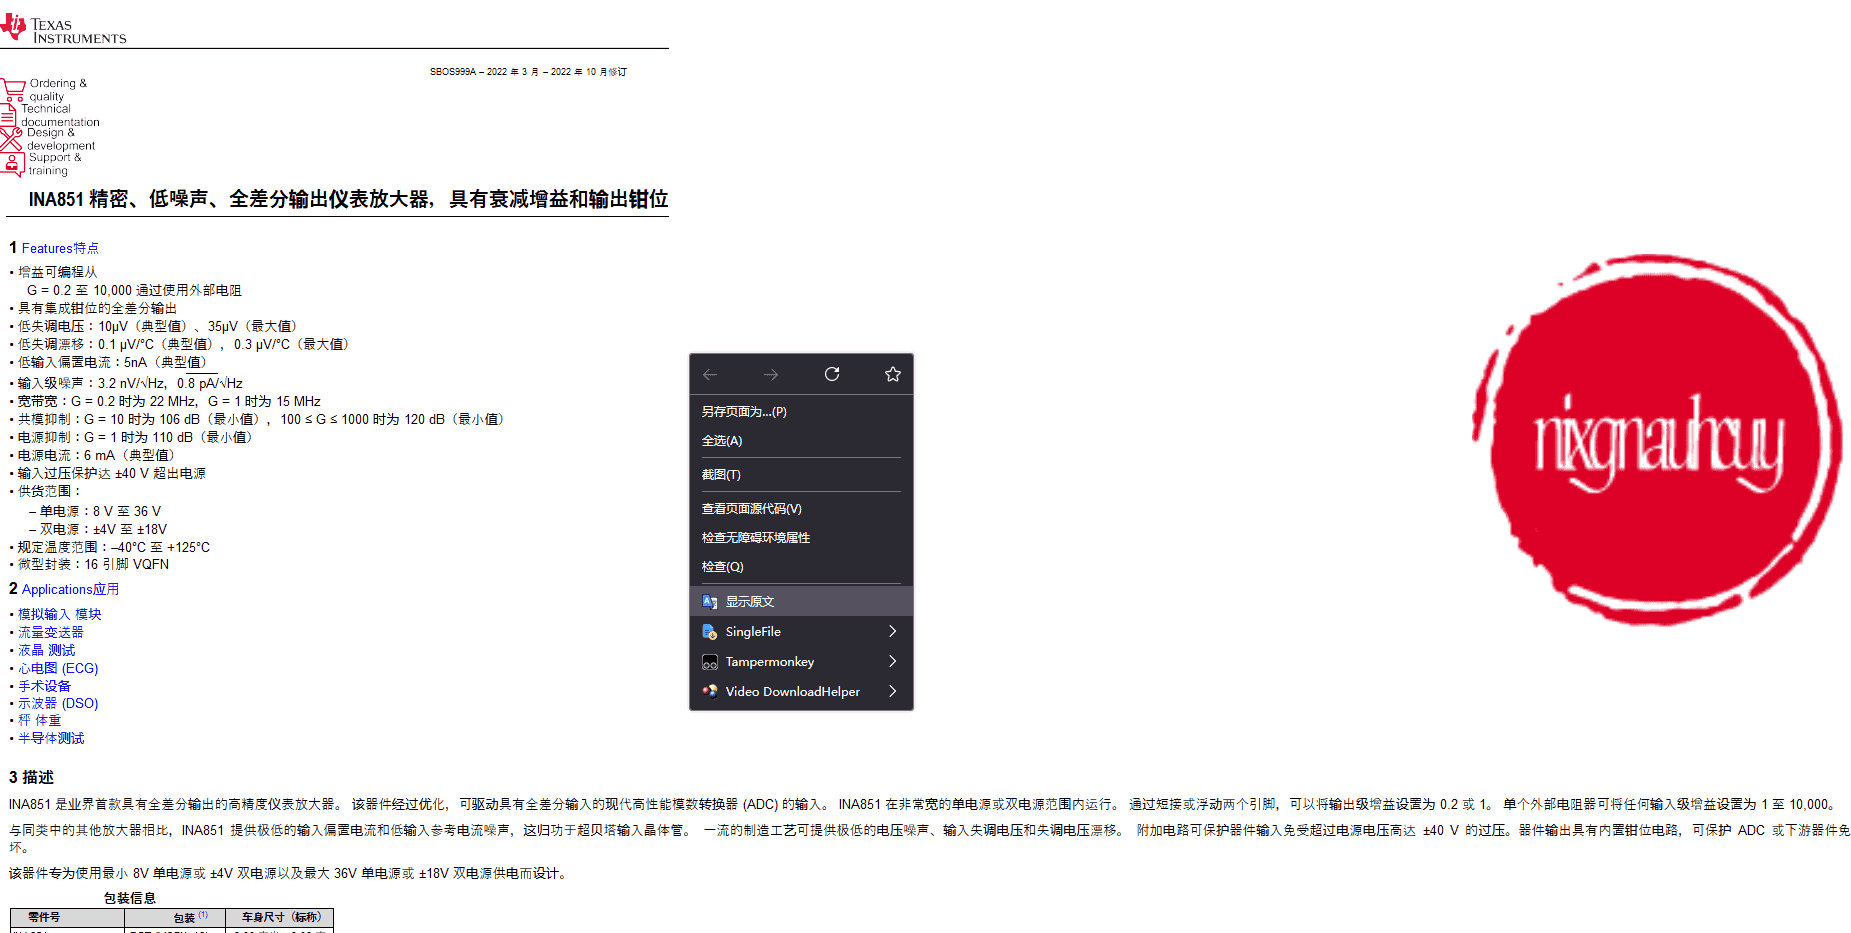 TEXAS
INSTRUMENTS
SBOS999A – 2022 年 3 月 – 2022 年 10 月修订
Ordering &
quality
Technical
documentation
Design &
development
Support &
training
INA851 精密、低噪声、全差分输出仪表放大器，具有衰减增益和输出钳位
1 Features特点
• 增益可编程从
G = 0.2 至 10,000 通过使用外部电阻
• 具有集成钳位的全差分输出
• 低失调电压：10µV（典型值）、35µV（最大值）
• 低失调漂移：0.1 µV/°C（典型值），0.3 µV/°C（最大值）
• 低输入偏置电流：5nA（典型值）
• 输入级噪声：3.2 nV/√Hz，0.8 pA/√Hz
• 宽带宽：G = 0.2 时为 22 MHz，G = 1 时为 15 MHz
• 共模抑制：G = 10 时为 106 dB（最小值），100 ≤ G ≤ 1000 时为 120 dB（最小值）
• 电源抑制：G = 1 时为 110 dB（最小值）
• 电源电流：6 mA（典型值）
• 输入过压保护达 ±40 V 超出电源
• 供货范围：
– 单电源：8 V 至 36 V
– 双电源：±4V 至 ±18V
• 规定温度范围：–40°C 至 +125°C
• 微型封装：16 引脚 VQFN
2 Applications应用
• 模拟输入 模块
• 流量变送器
• 液晶 测试
• 心电图 (ECG)
• 手术设备
• 示波器 (DSO)
• 秤 体重
• 半导体测试
3 描述
INA851 是业界首款具有全差分输出的高精度仪表放大器。 该器件经过优化，可驱动具有全差分输入的现代高性能模数转换器 (ADC) 的输入。 INA851 在非常宽的单电源或双电源范围内运行。 通过短接或浮动两个引脚，可以将输出级增益设置为 0.2 或 1。 单个外部电阻器可将任何输入级增益设置为 1 至 10,000。
与同类中的其他放大器相比，INA851 提供极低的输入偏置电流和低输入参考电流噪声，这归功于超贝塔输入晶体管。 一流的制造工艺可提供极低的电压噪声、输入失调电压和失调电压漂移。 附加电路可保护器件输入免受超过电源电压高达 ±40 V 的过压。器件输出具有内置钳位电路，可保护 ADC 或下游器件免
坏。
该器件专为使用最小 8V 单电源或 ±4V 双电源以及最大 36V 单电源或 ±18V 双电源供电而设计。
包装信息
零件号 包装 (1) 车身尺寸（标称）
另存页面为...(P)
全选(A)
截图(T)
查看页面源代码(V)
检查无障碍环境属性
检查(Q)
显示原文
SingleFile
Tampermonkey
Video DownloadHelper